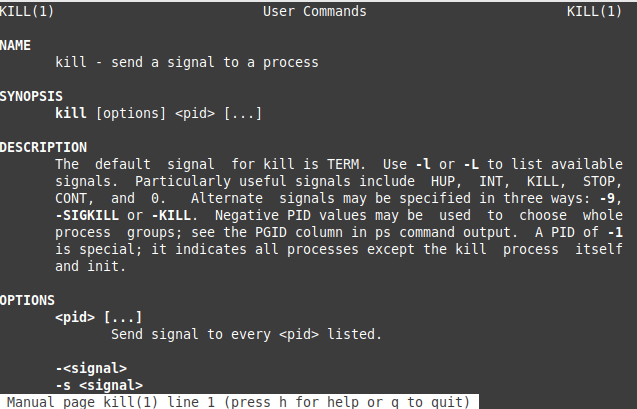 KILL(1) User Commands KILL(1)
NAME
kill - send a signal to a process
SYNOPSIS
kill [options] <pid> [...]
DESCRIPTION
The default signal for kill is TERM. Use -l or -L to list available
signals. Particularly useful signals include HUP, INT, KILL, STOP,
CONT, and 0. Alternate signals may be specified in three ways: -9,
-SIGKILL or -KILL. Negative PID values may be used to choose whole
process groups; see the PGID column in ps command output. A PID of -1
is special; it indicates all processes except the kill process itself
and init.
OPTIONS
<pid> [...]
Send signal to every <pid> listed.
-<signal>
-s <signal>
Manual page kill(1) line 1 (press h for help or q to quit)